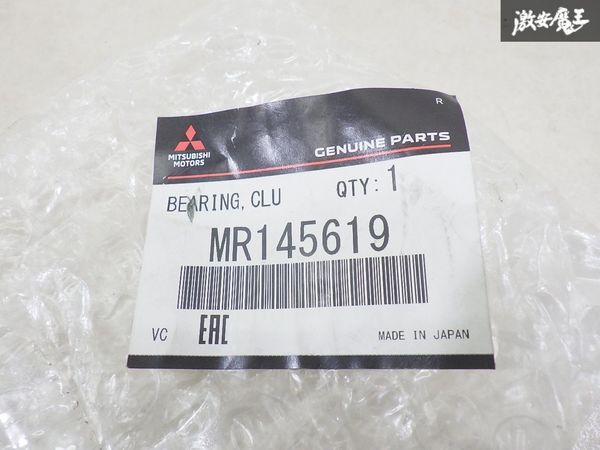 激安魔王
R
MITSUBISHI
MOTORS
GENUINE PARTS
BEARING, CLU QTY: 1
MR145619
VC EAC MADE IN JAPAN